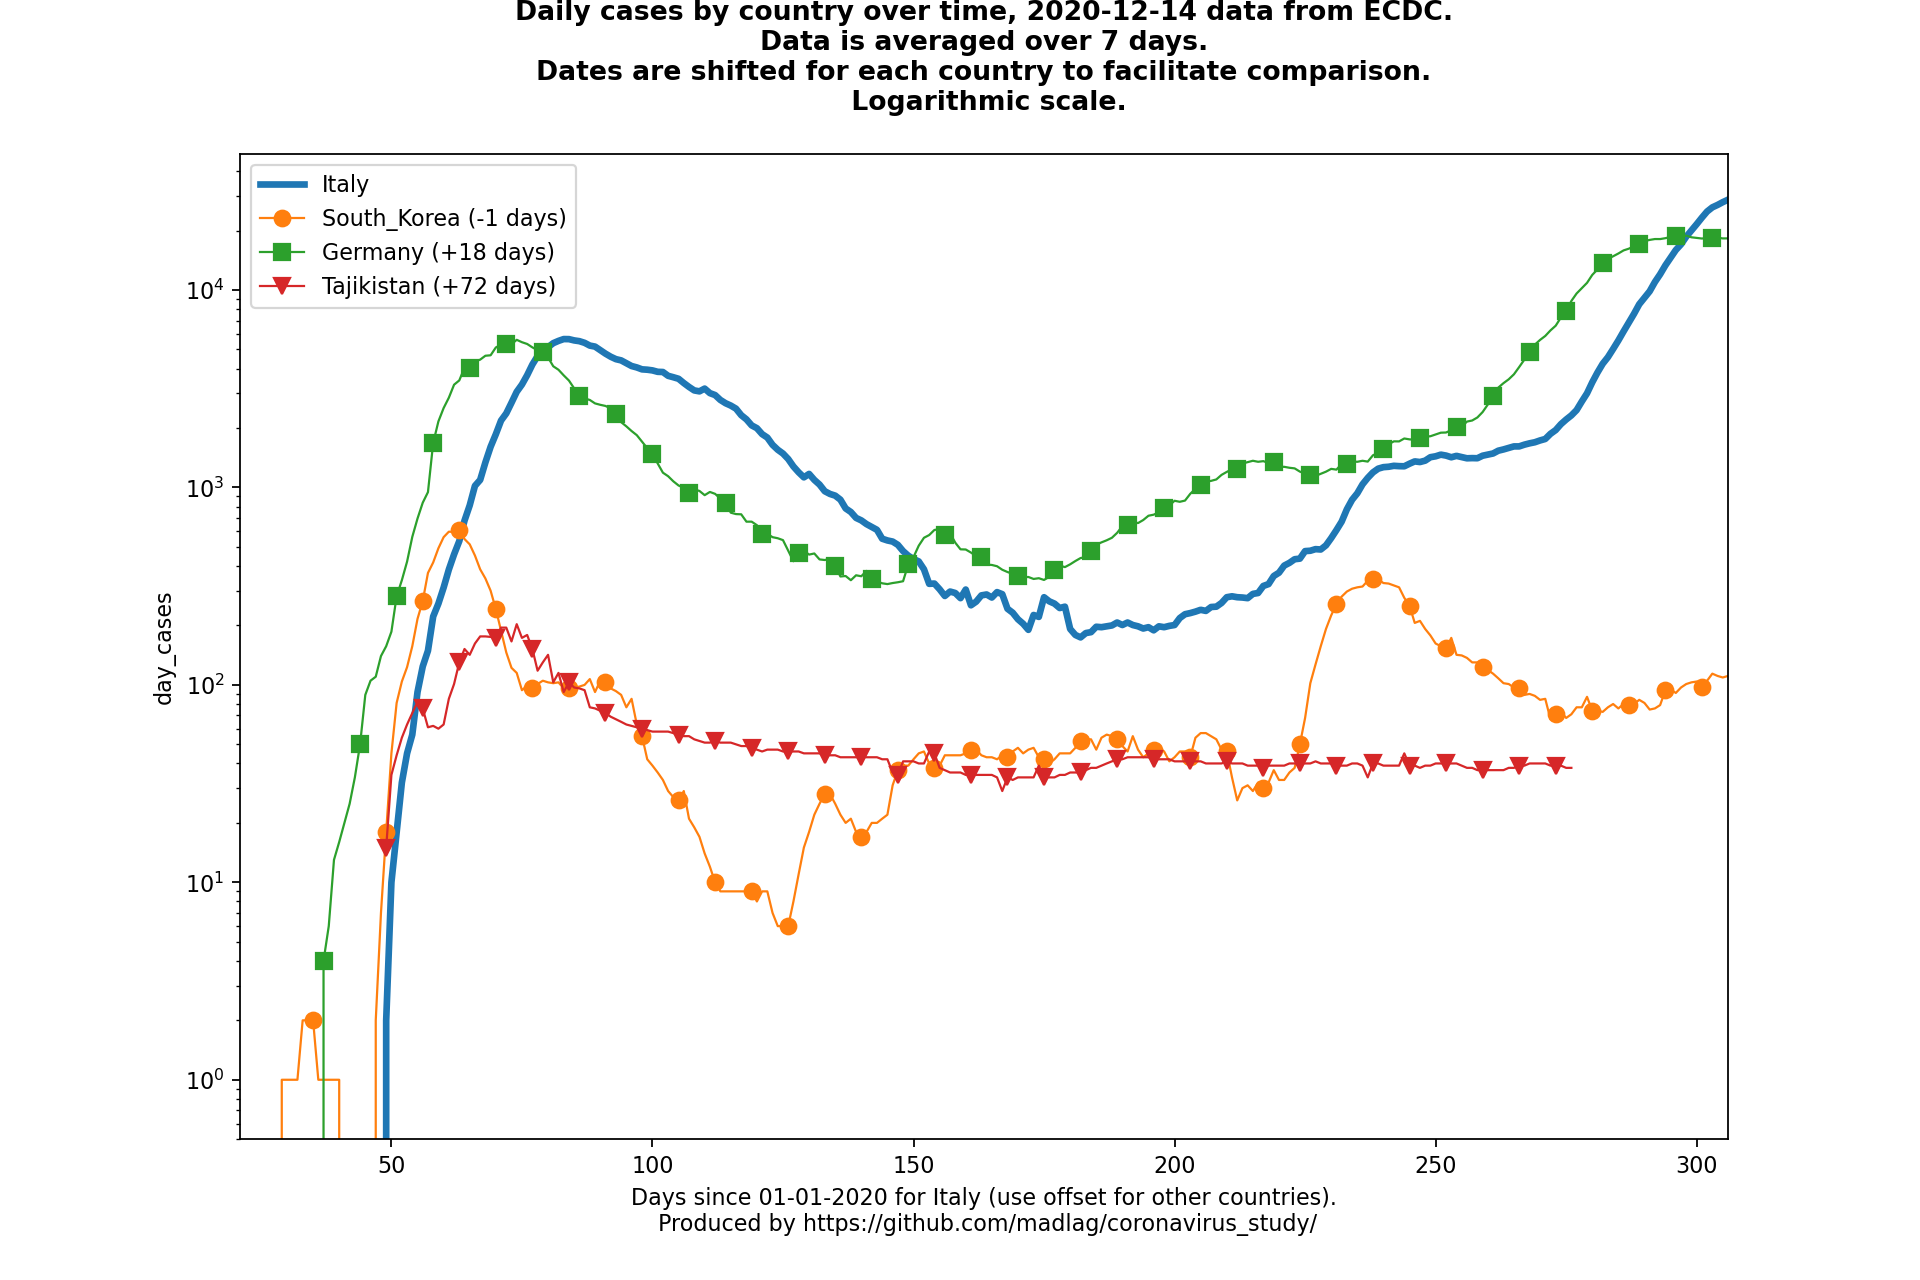 Daily cases by country over time, 2020-12-14 data from ECDC.
Data is averaged over 7 days.
Dates are shifted for each country to facilitate comparison.
Logarithmic scale.
Italy
South_Korea (-1 days)
Germany (+18 days)
Tajikistan (+72 days)
day_cases
10⁴
10³
10²
10¹
10⁰
50 100 150 200 250 300
Days since 01-01-2020 for Italy (use offset for other countries).
Produced by https://github.com/madlag/coronavirus_study/